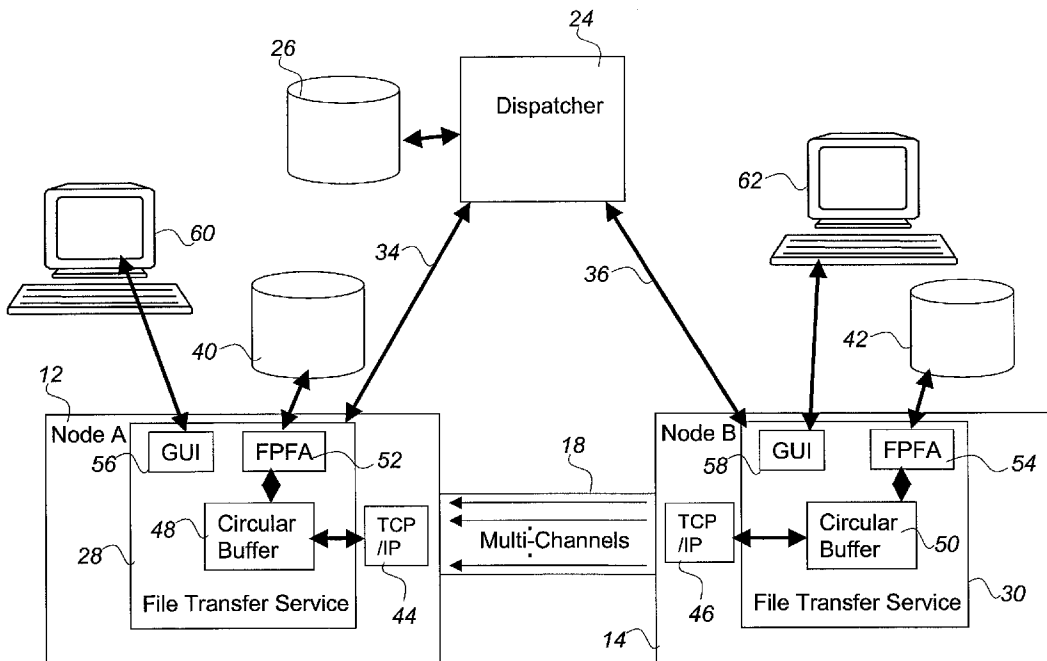 24
26
Dispatcher
62
60
34
36
40
42
12
Node A
GUI
FPFA
56
52
18
Node B
GUI
FPFA
58
54
48
Circular
Buffer
TCP
/IP
Multi-Channels
TCP
/IP
Circular
Buffer
50
28
44
46
File Transfer Service
File Transfer Service
30
14